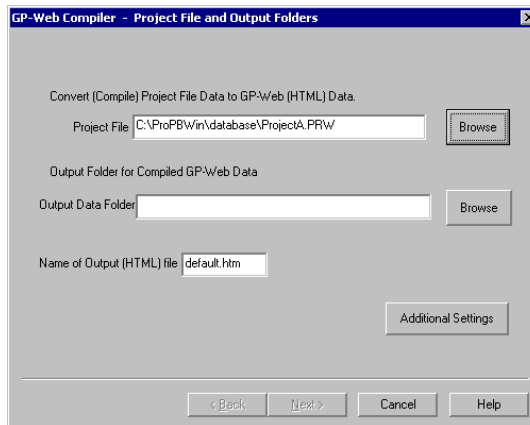 GP-Web Compiler - Project File and Output Folders
Convert (Compile) Project File Data to GP-Web (HTML) Data.
Project File C:\ProPBWin\database\ProjectA.PRW Browse
Output Folder for Compiled GP-Web Data
Output Data Folder Browse
Name of Output (HTML) file default.htm
Additional Settings
< Back Next > Cancel Help